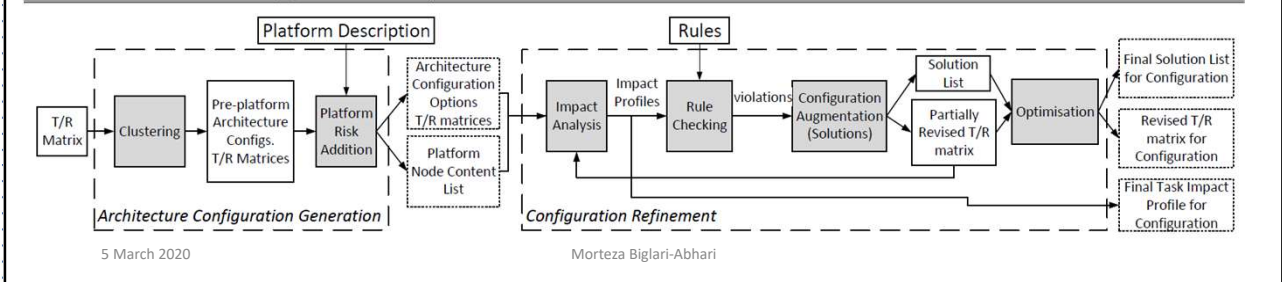 Platform Description
Rules
T/R
Matrix
Clustering
Pre-platform
Architecture
Configs.
T/R Matrices
Platform
Risk
Addition
Architecture
Configuration
Options
T/R matrices
Platform
Node Content
List
Architecture Configuration Generation
Impact
Analysis
Impact
Profiles
Rule
Checking
violations
Configuration
Augmentation
(Solutions)
Solution
List
Partially
Revised T/R
matrix
Optimisation
Final Solution List
for Configuration
Revised T/R
matrix for
Configuration
Final Task Impact
Profile for
Configuration
Configuration Refinement
5 March 2020
Morteza Biglari-Abhari